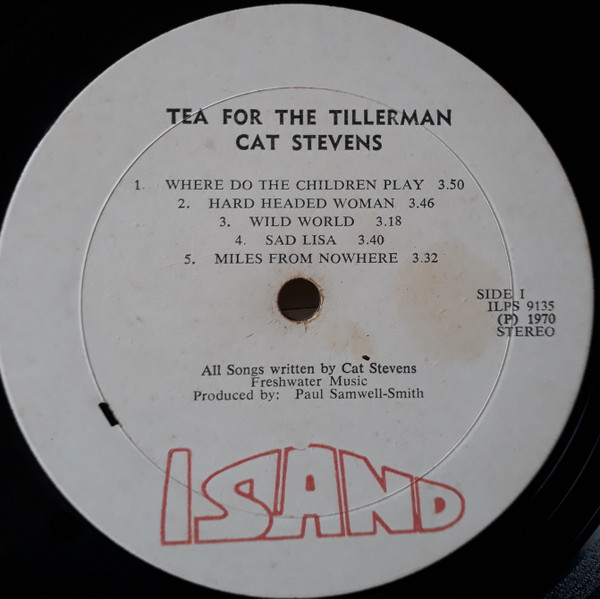 TEA FOR THE TILLERMAN
CAT STEVENS
1. WHERE DO THE CHILDREN PLAY 3.50
2. HARD HEADED WOMAN 3.46
3. WILD WORLD 3.18
4. SAD LISA 3.40
5. MILES FROM NOWHERE 3.32
SIDE I
ILPS 9135
(P) 1970
STEREO
All Songs written by Cat Stevens
Freshwater Music
Produced by: Paul Samwell-Smith
ISLAND